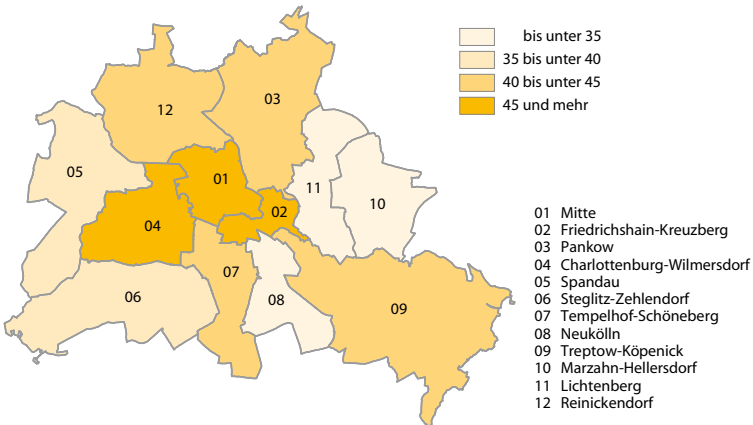 bis unter 35
35 bis unter 40
40 bis unter 45
45 und mehr
12
03
05
01
11
10
02
04
07
06
08
09
01 Mitte
02 Friedrichshain-Kreuzberg
03 Pankow
04 Charlottenburg-Wilmersdorf
05 Spandau
06 Steglitz-Zehlendorf
07 Tempelhof-Schöneberg
08 Neukölln
09 Treptow-Köpenick
10 Marzahn-Hellersdorf
11 Lichtenberg
12 Reinickendorf